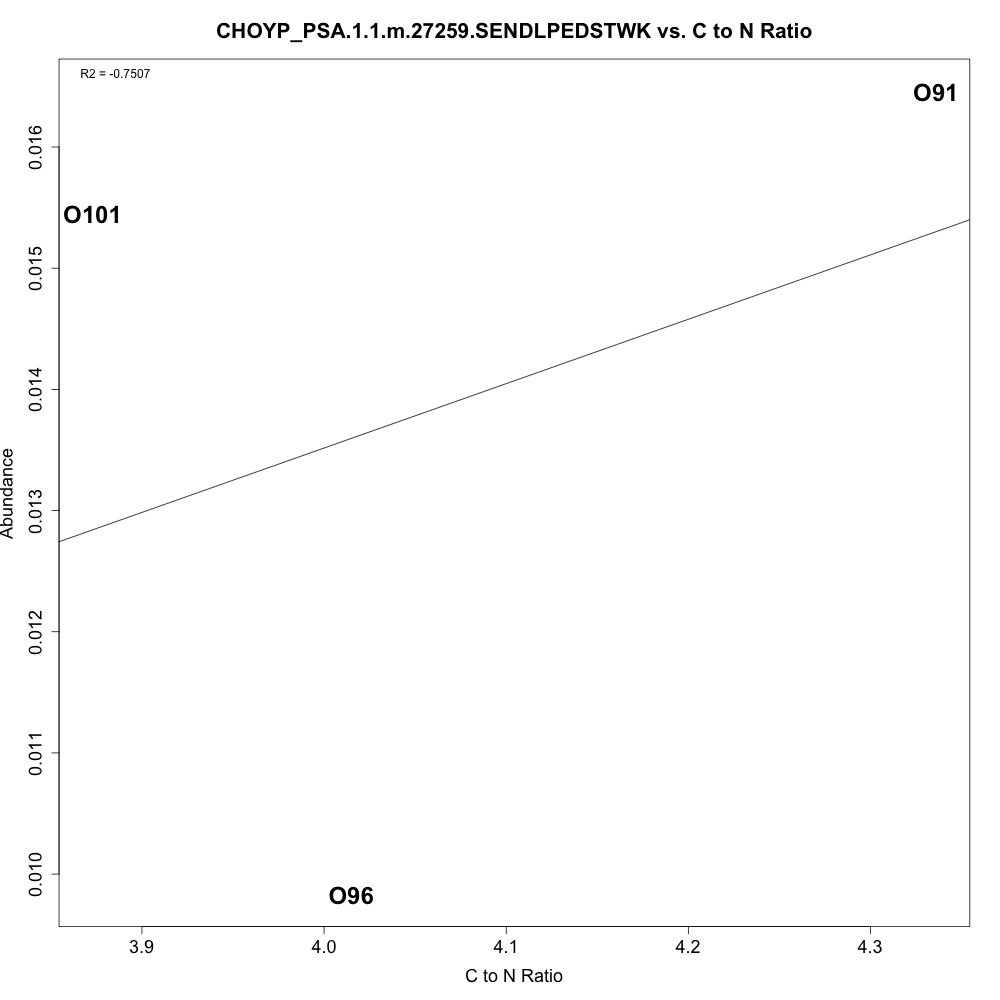 CHOYP_PSA.1.1.m.27259.SENDLPEDSTWK vs. C to N Ratio
R2 = -0.7507
O91
0.016
O101
0.015
0.014
0.013
Abundance
0.012
0.011
0.010
O96
3.9 4.0 4.1 4.2 4.3
C to N Ratio